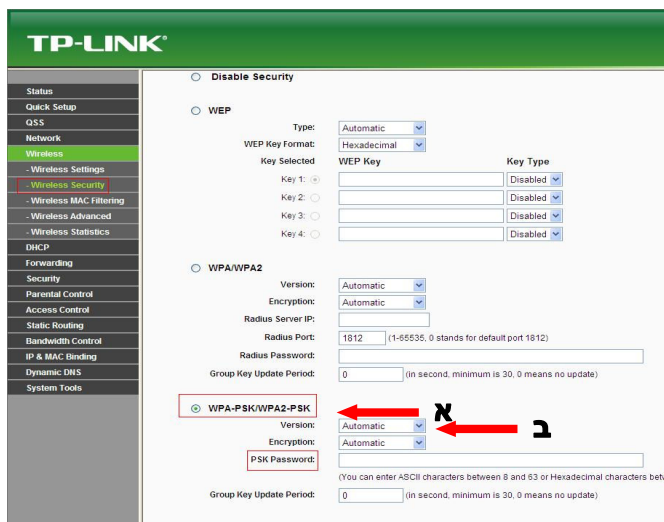 TP-LINK®
Status
Quick Setup
QSS
Network
Wireless
- Wireless Settings
- Wireless Security
- Wireless MAC Filtering
- Wireless Advanced
- Wireless Statistics
DHCP
Forwarding
Security
Parental Control
Access Control
Static Routing
Bandwidth Control
IP & MAC Binding
Dynamic DNS
System Tools
Disable Security
WEP
Type: Automatic
WEP Key Format: Hexadecimal
Key Selected WEP Key Key Type
Key 1: Disabled
Key 2: Disabled
Key 3: Disabled
Key 4: Disabled
WPA/WPA2
Version: Automatic
Encryption: Automatic
Radius Server IP:
Radius Port: 1812 (1-65535, 0 stands for default port 1812)
Radius Password:
Group Key Update Period: 0 (in second, minimum is 30, 0 means no update)
WPA-PSK/WPA2-PSK א
Version: Automatic ב
Encryption: Automatic
PSK Password:
(You can enter ASCII characters between 8 and 63 or Hexadecimal characters
Group Key Update Period: 0 (in second, minimum is 30, 0 means no update)